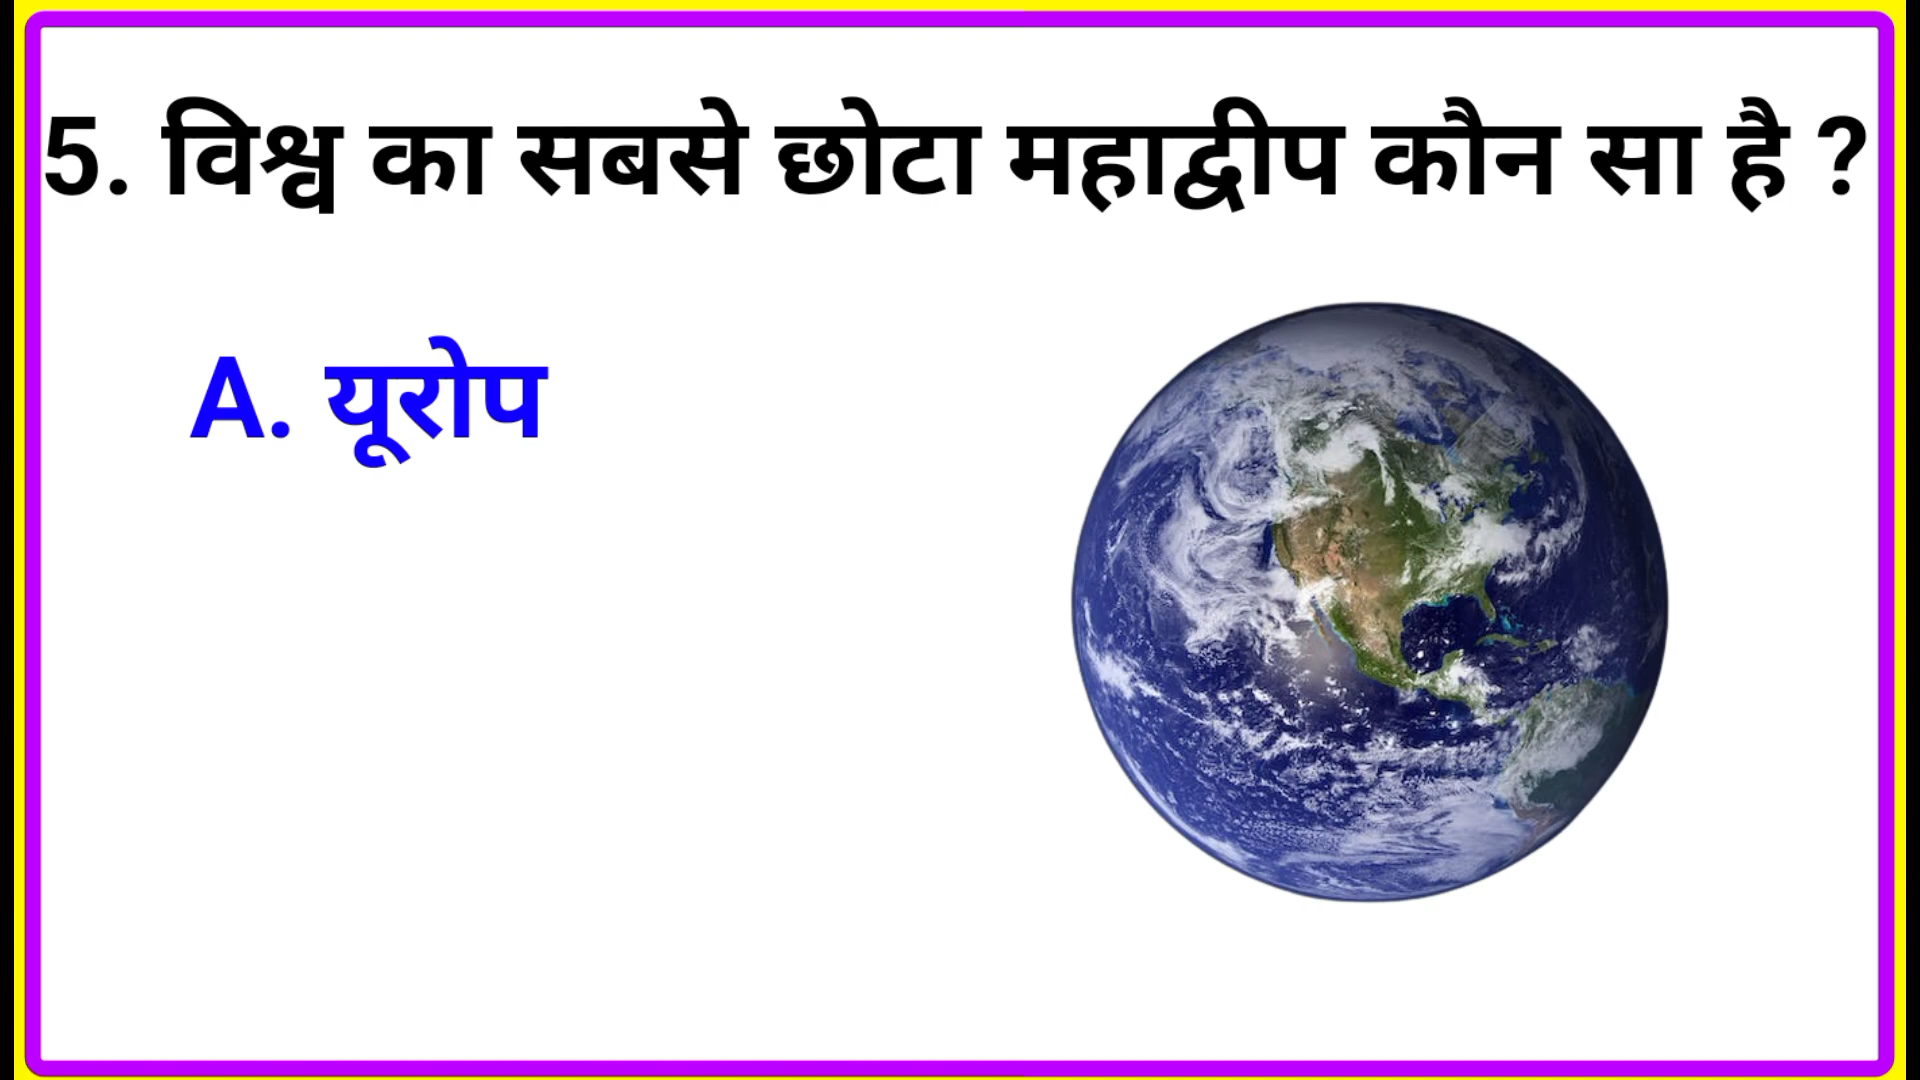 5. विश्व का सबसे छोटा महाद्वीप कौन सा है ?
A. यूरोप